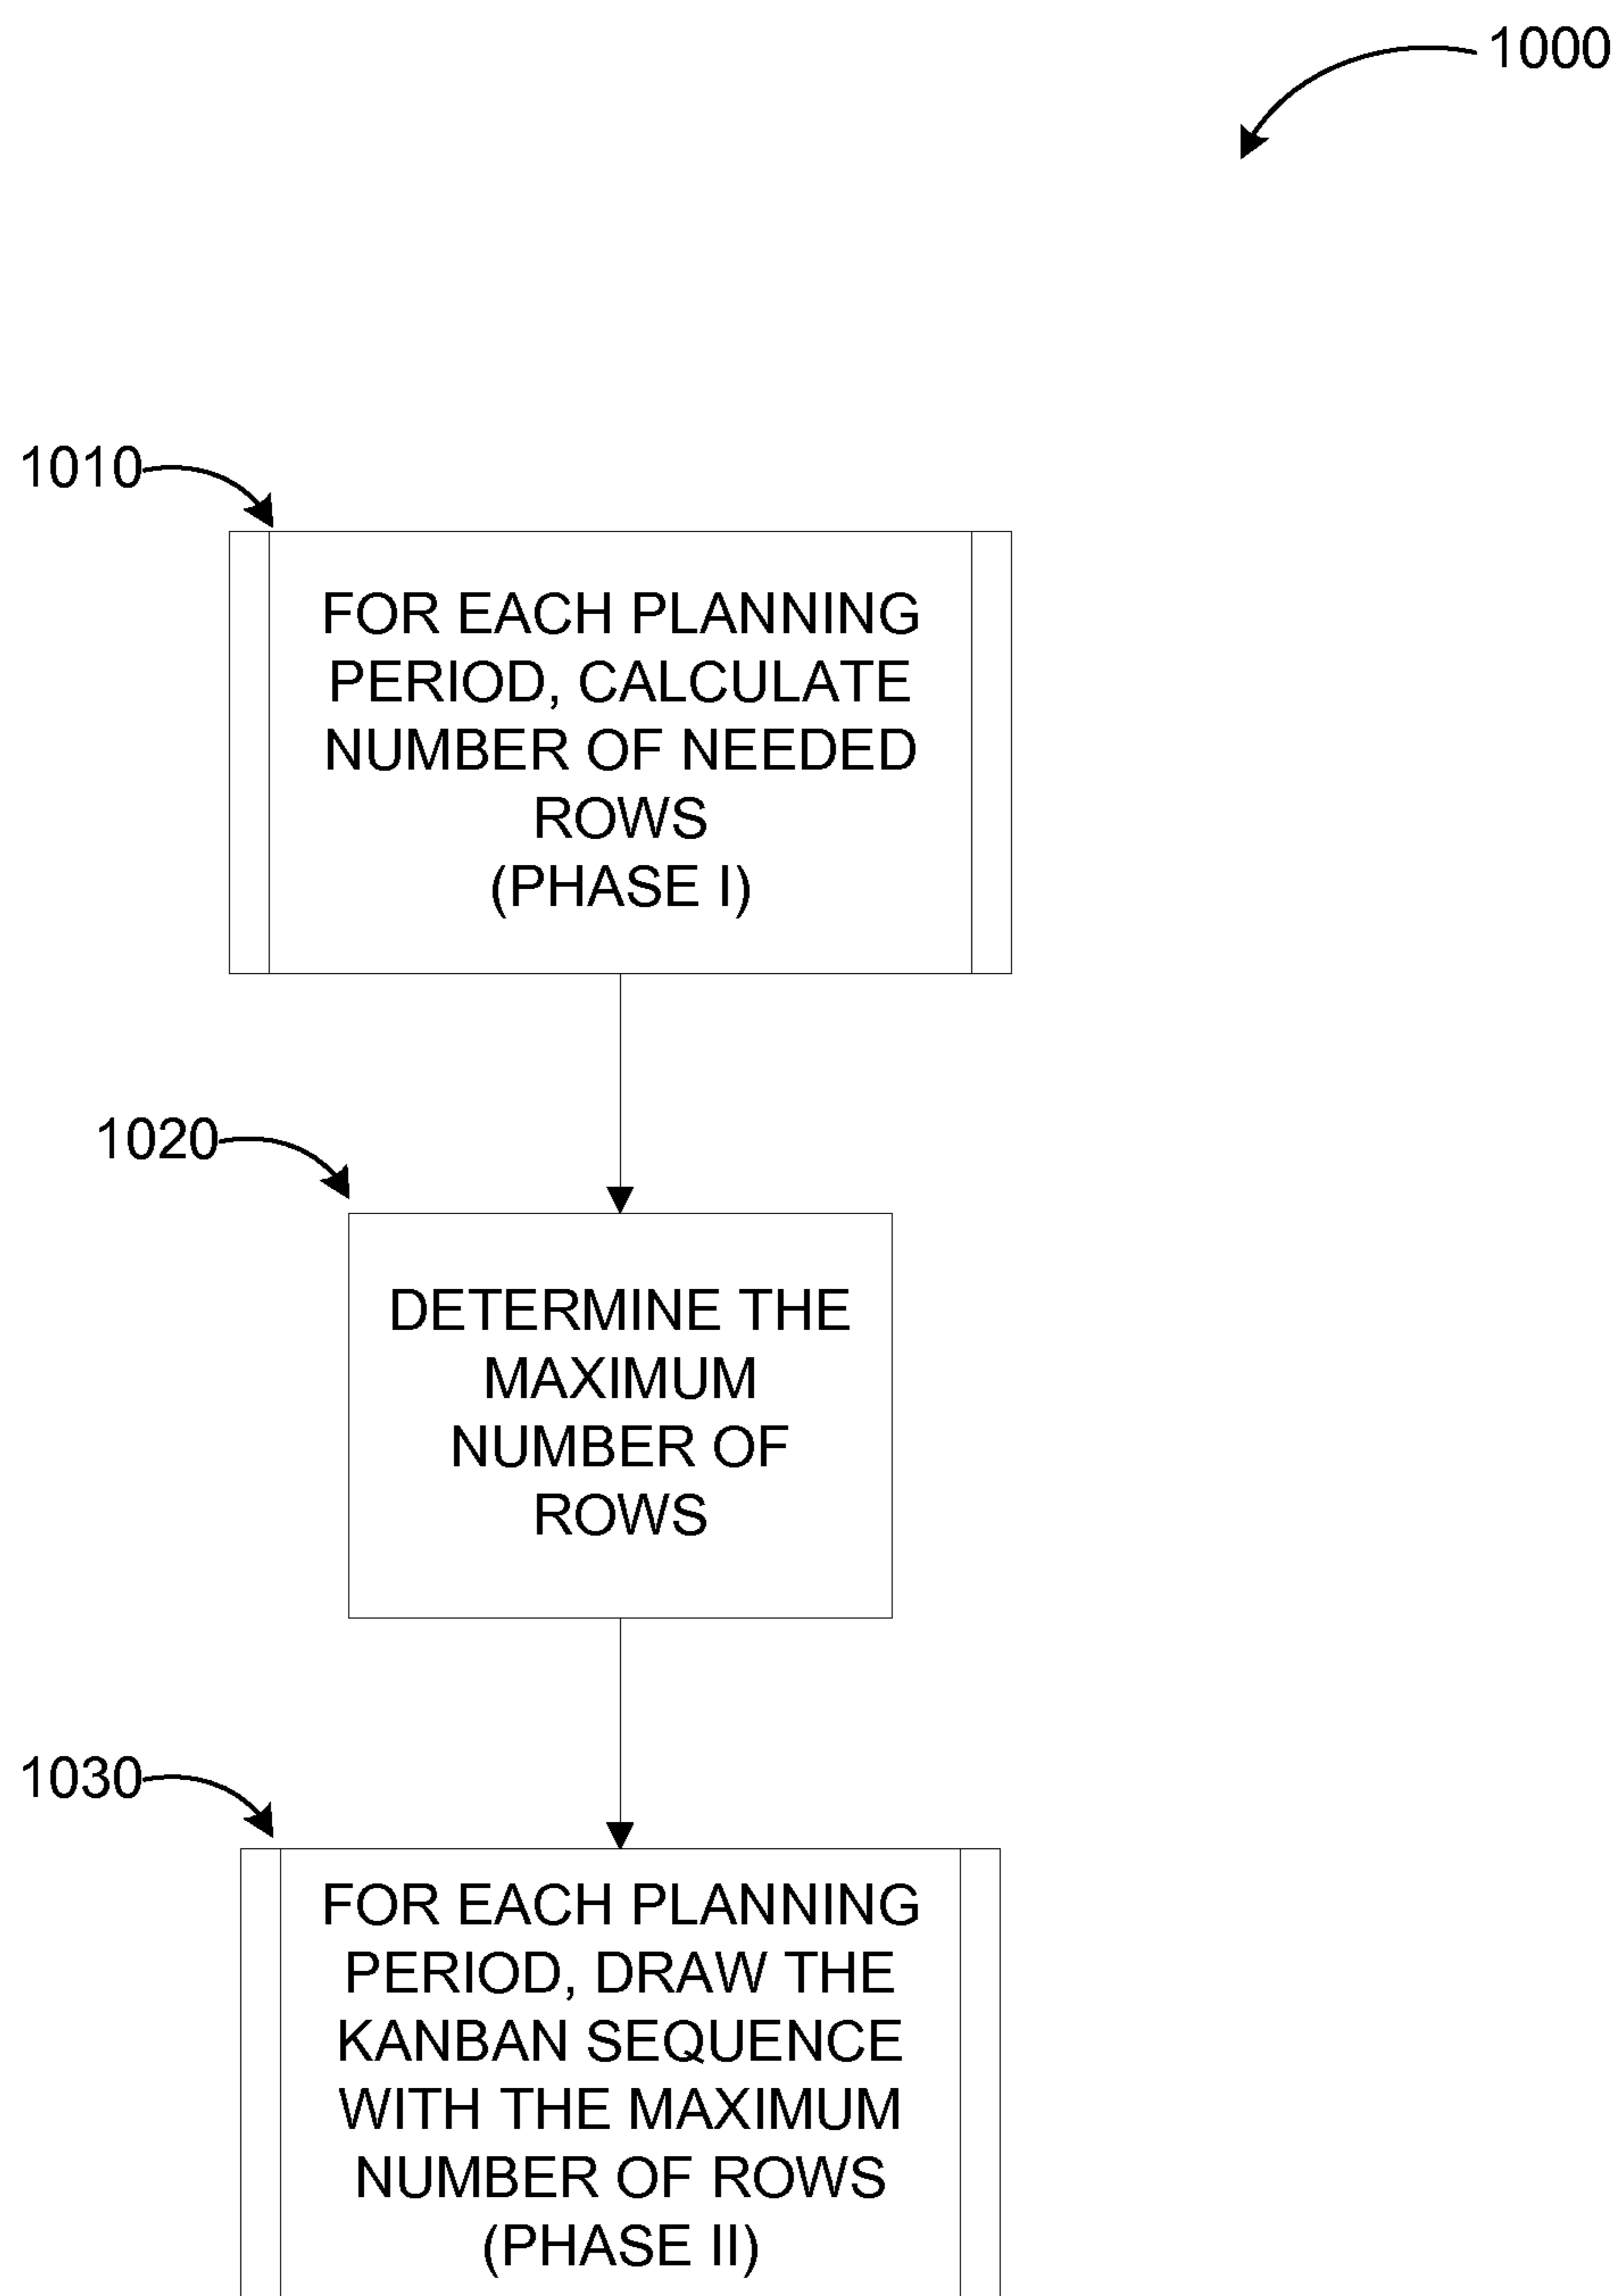 1000
1010
FOR EACH PLANNING
PERIOD, CALCULATE
NUMBER OF NEEDED
ROWS
(PHASE I)
1020
DETERMINE THE
MAXIMUM
NUMBER OF
ROWS
1030
FOR EACH PLANNING
PERIOD, DRAW THE
KANBAN SEQUENCE
WITH THE MAXIMUM
NUMBER OF ROWS
(PHASE II)